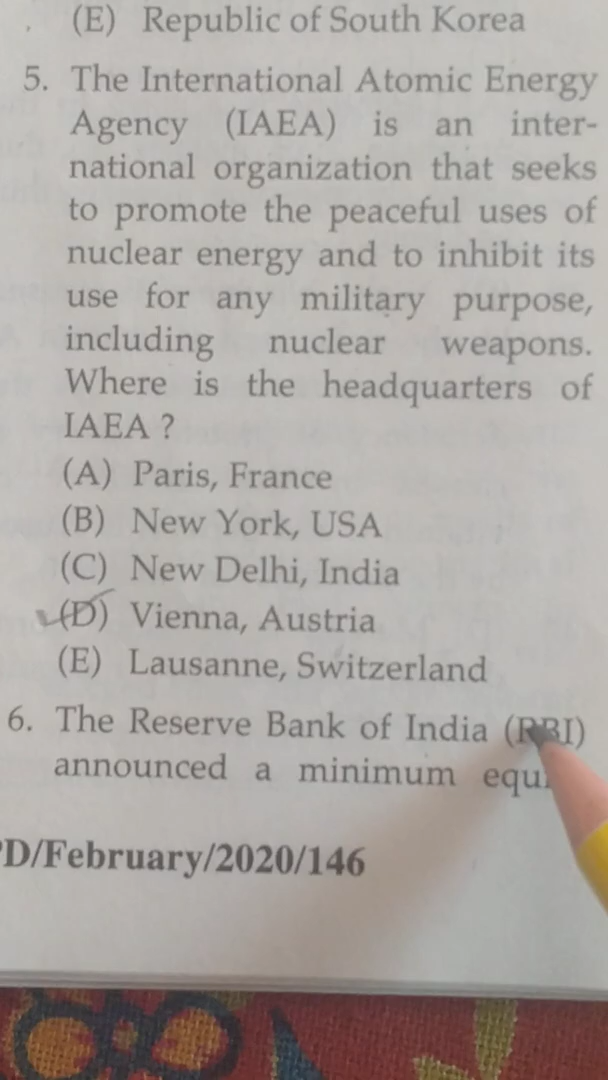 (E) Republic of South Korea
5. The International Atomic Energy
Agency (IAEA) is an inter-
national organization that seeks
to promote the peaceful uses of
nuclear energy and to inhibit its
use for any military purpose,
including nuclear weapons.
Where is the headquarters of
IAEA ?
(A) Paris, France
(B) New York, USA
(C) New Delhi, India
(D) Vienna, Austria
(E) Lausanne, Switzerland
6. The Reserve Bank of India (RBI)
announced a minimum
D/February/2020/146